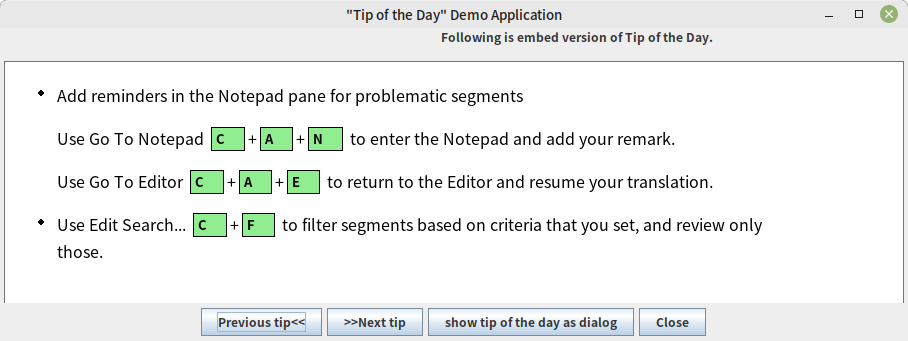 "Tip of the Day" Demo Application
Following is embed version of Tip of the Day.
Add reminders in the Notepad pane for problematic segments
Use Go To Notepad C + A + N to enter the Notepad and add your remark.
Use Go To Editor C + A + E to return to the Editor and resume your translation.
Use Edit Search... C + F to filter segments based on criteria that you set, and review only
those.
Previous tip<< >>Next tip show tip of the day as dialog Close